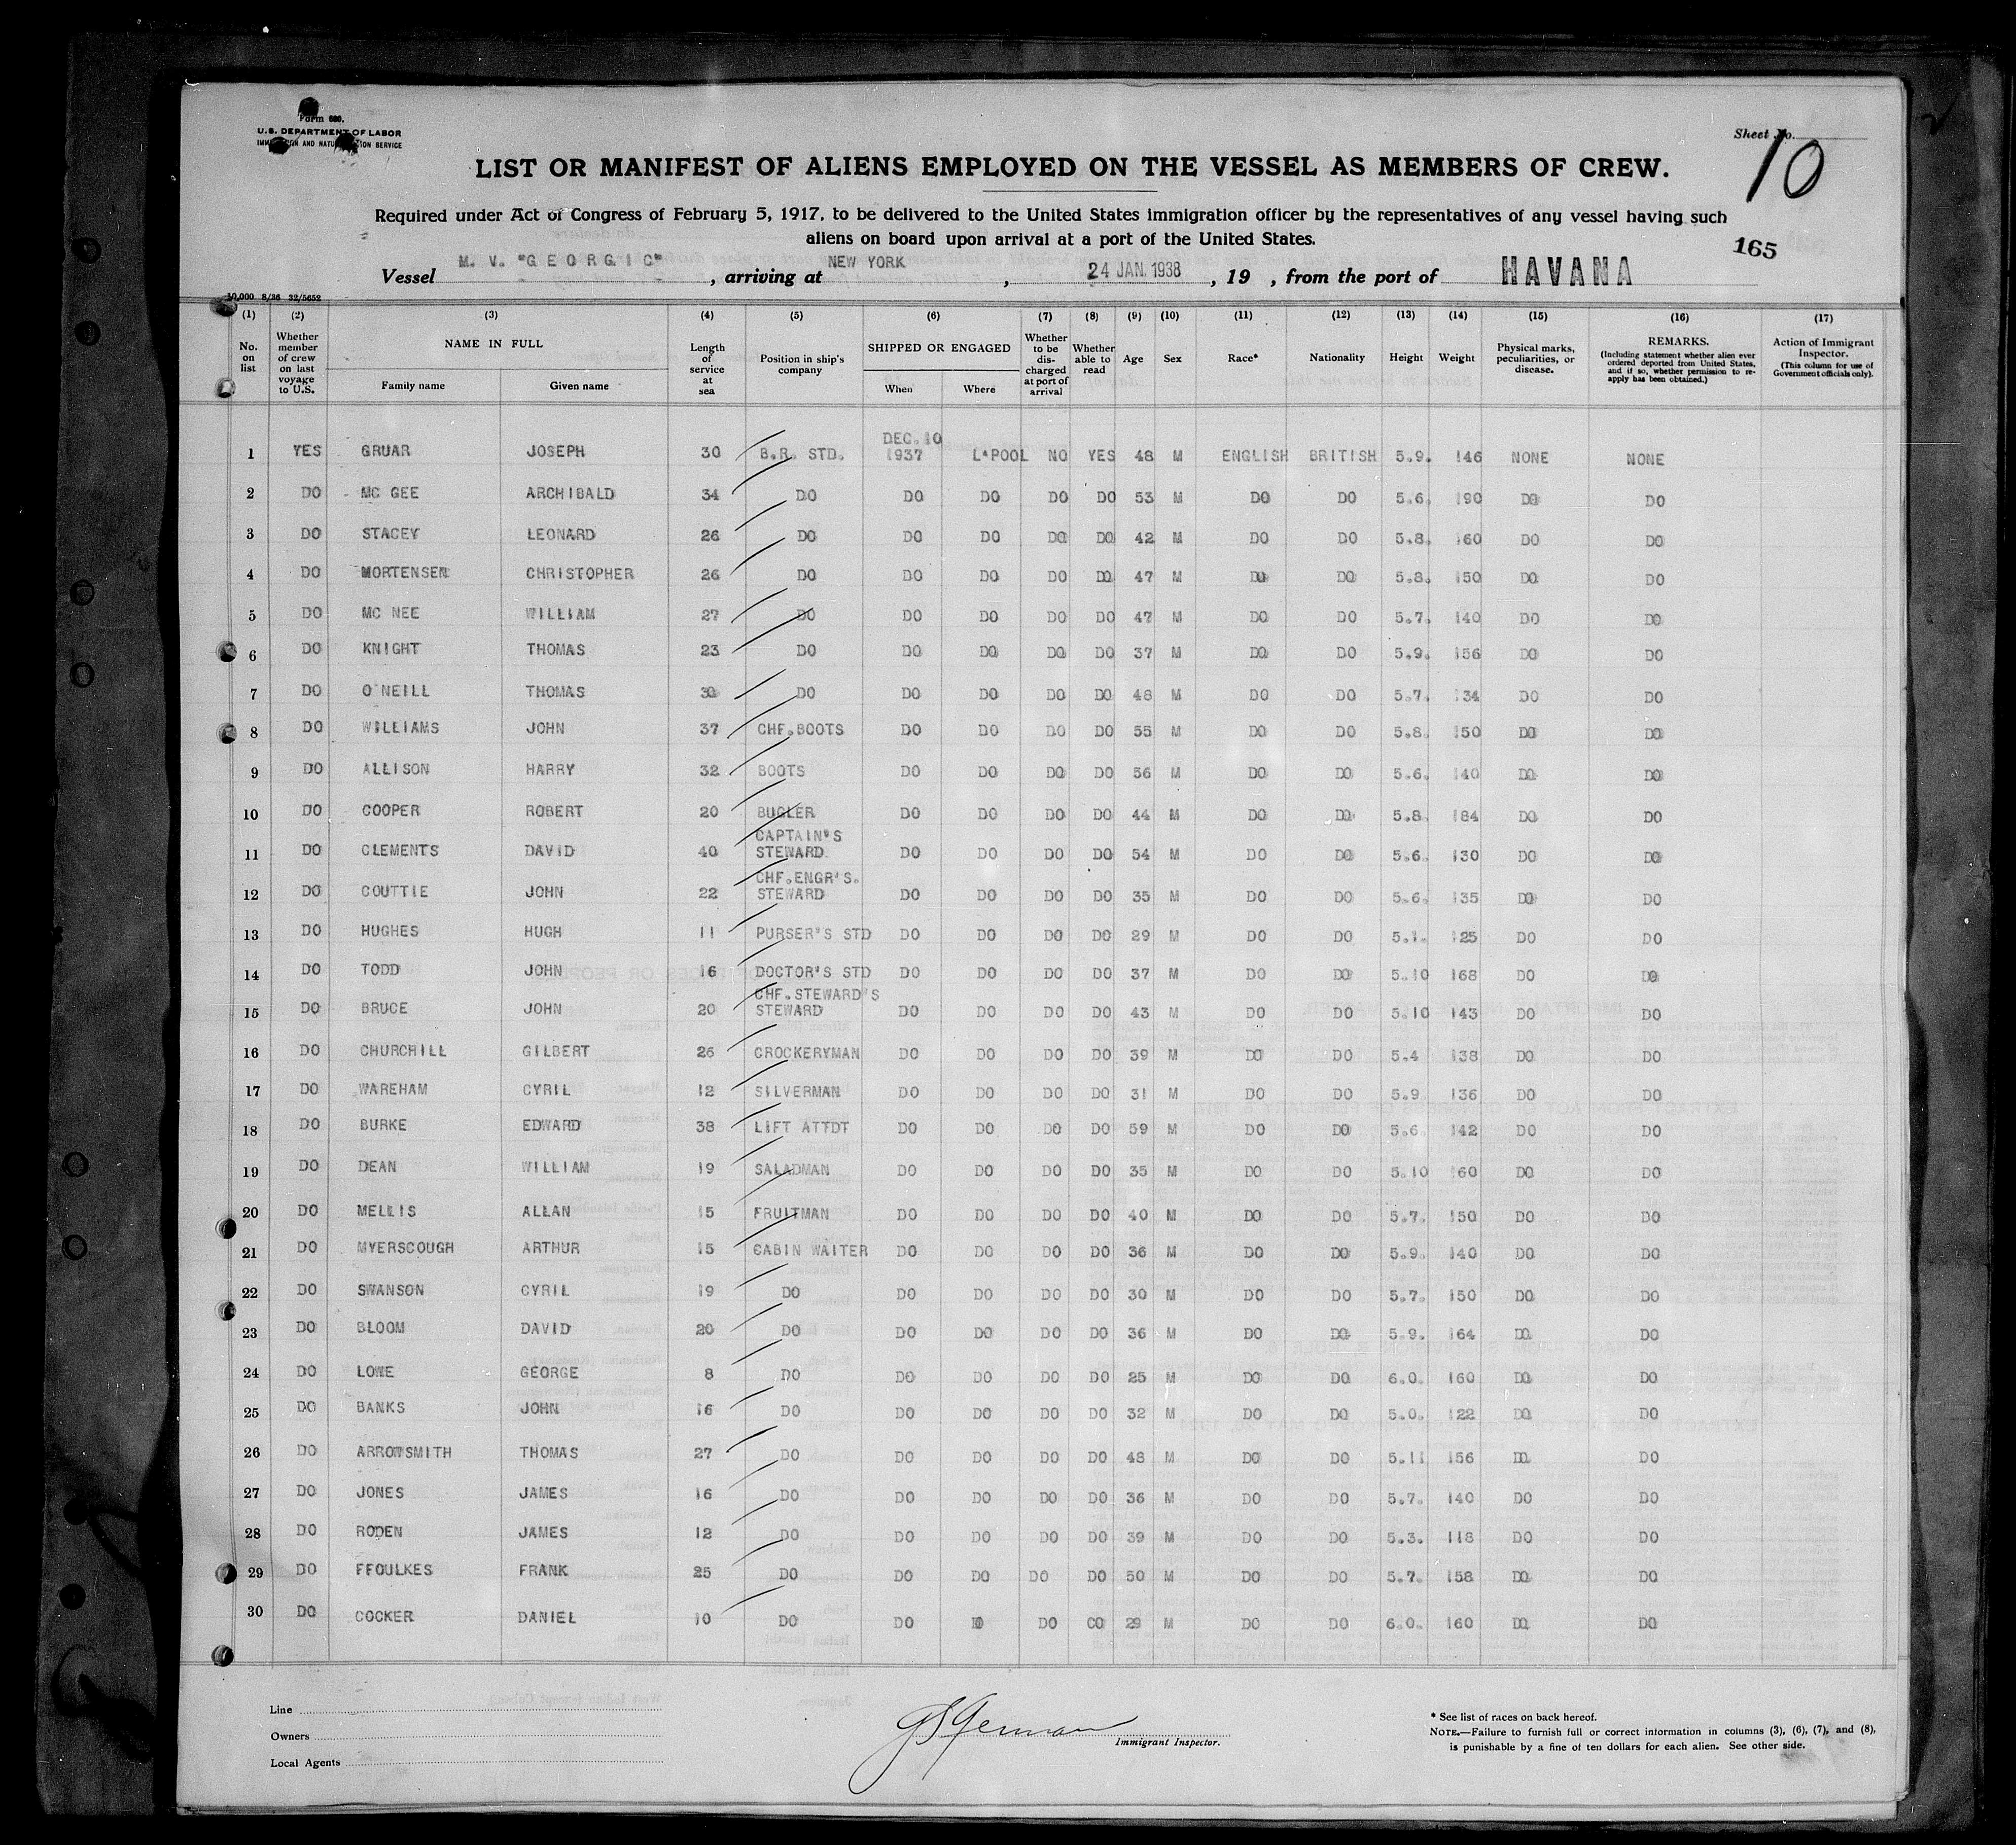 Form 680.
U.S. DEPARTMENT OF LABOR
IMMIGRATION AND NATURALIZATION SERVICE
Sheet No. 10
LIST OR MANIFEST OF ALIENS EMPLOYED ON THE VESSEL AS MEMBERS OF CREW.
Required under Act of Congress of February 5, 1917, to be delivered to the United States immigration officer by the representatives of any vessel having such
aliens on board upon arrival at a port of the United States.
165
Vessel M. V. "GEORGIC", arriving at NEW YORK, 24 JAN. 1938, 19 , from the port of HAVANA
10,000 8/36 32/5652
(1) (2) (3) (4) (5) (6) (7) (8) (9) (10) (11) (12) (13) (14) (15) (16) (17)
No. on list
Whether member of crew on last voyage to U.S.
NAME IN FULL
Family name
Given name
Length of service at sea
Position in ship's company
SHIPPED OR ENGAGED
When
Where
Whether to be discharged at port of arrival
Whether able to read
Age
Sex
Race*
Nationality
Height
Weight
Physical marks, peculiarities, or disease.
REMARKS.
(Including statement whether alien ever ordered deported from United States, and if so, whether permission to re-apply has been obtained.)
Action of Immigrant Inspector.
(This column for use of Government officials only).
1 YES GRUAR JOSEPH 30 B.R. STD. DEC. 10 1937 L'POOL NO YES 48 M ENGLISH BRITISH 5.9. 146 NONE NONE
2 DO MC GEE ARCHIBALD 34 DO DO DO DO DO 53 M DO DO 5.6. 190 DO DO
3 DO STACEY LEONARD 26 DO DO DO DO DO 42 M DO DO 5.8. 160 DO DO
4 DO MORTENSEN CHRISTOPHER 26 DO DO DO DO DO 47 M DO DO 5.8. 150 DO DO
5 DO MC NEE WILLIAM 27 DO DO DO DO DO 47 M DO DO 5.7. 140 DO DO
6 DO KNIGHT THOMAS 23 DO DO DO DO DO 37 M DO DO 5.9. 156 DO DO
7 DO O'NEILL THOMAS 30 DO DO DO DO DO 48 M DO DO 5.7. 134 DO DO
8 DO WILLIAMS JOHN 37 CHF.BOOTS DO DO DO DO 55 M DO DO 5.8. 150 DO DO
9 DO ALLISON HARRY 32 BOOTS DO DO DO DO 56 M DO DO 5.6. 140 DO DO
10 DO COOPER ROBERT 20 BUGLER DO DO DO DO 44 M DO DO 5.8. 184 DO DO
11 DO CLEMENTS DAVID 40 CAPTAIN'S STEWARD DO DO DO DO 54 M DO DO 5.6. 130 DO DO
12 DO COUTTIE JOHN 22 CHF.ENGR'S. STEWARD DO DO DO DO 35 M DO DO 5.6. 135 DO DO
13 DO HUGHES HUGH 11 PURSER'S STD DO DO DO DO 29 M DO DO 5.1. 125 DO DO
14 DO TODD JOHN 16 DOCTOR'S STD DO DO DO DO 37 M DO DO 5.10 168 DO DO
15 DO BRUCE JOHN 20 CHF.STEWARD'S STEWARD DO DO DO DO 43 M DO DO 5.10 143 DO DO
16 DO CHURCHILL GILBERT 26 CROCKERYMAN DO DO DO DO 39 M DO DO 5.4 138 DO DO
17 DO WAREHAM CYRIL 12 SILVERMAN DO DO DO DO 31 M DO DO 5.9 136 DO DO
18 DO BURKE EDWARD 38 LIFT ATTDT DO DO DO DO 59 M DO DO 5.6. 142 DO DO
19 DO DEAN WILLIAM 19 SALADMAN DO DO DO DO 35 M DO DO 5.10 160 DO DO
20 DO MELLIS ALLAN 15 FRUITMAN DO DO DO DO 40 M DO DO 5.7. 150 DO DO
21 DO MYERSCOUGH ARTHUR 15 CABIN WAITER DO DO DO DO 36 M DO DO 5.9. 140 DO DO
22 DO SWANSON CYRIL 19 DO DO DO DO DO 30 M DO DO 5.7. 150 DO DO
23 DO BLOOM DAVID 20 DO DO DO DO DO 36 M DO DO 5.9. 164 DO DO
24 DO LOWE GEORGE 8 DO DO DO DO DO 25 M DO DO 6.0. 160 DO DO
25 DO BANKS JOHN 16 DO DO DO DO DO 32 M DO DO 5.0. 122 DO DO
26 DO ARROWSMITH THOMAS 27 DO DO DO DO DO 48 M DO DO 5.11 156 DO DO
27 DO JONES JAMES 16 DO DO DO DO DO 36 M DO DO 5.7. 140 DO DO
28 DO RODEN JAMES 12 DO DO DO DO DO 39 M DO DO 5.3. 118 DO DO
29 DO FFOULKES FRANK 25 DO DO DO DO DO 50 M DO DO 5.7. 158 DO DO
30 DO COCKER DANIEL 10 DO DO DO DO CO 29 M DO DO 6.0. 160 DO DO
Line
Owners
Local Agents
Immigrant Inspector.
* See list of races on back hereof.
NOTE.—Failure to furnish full or correct information in columns (3), (6), (7), and (8),
is punishable by a fine of ten dollars for each alien. See other side.